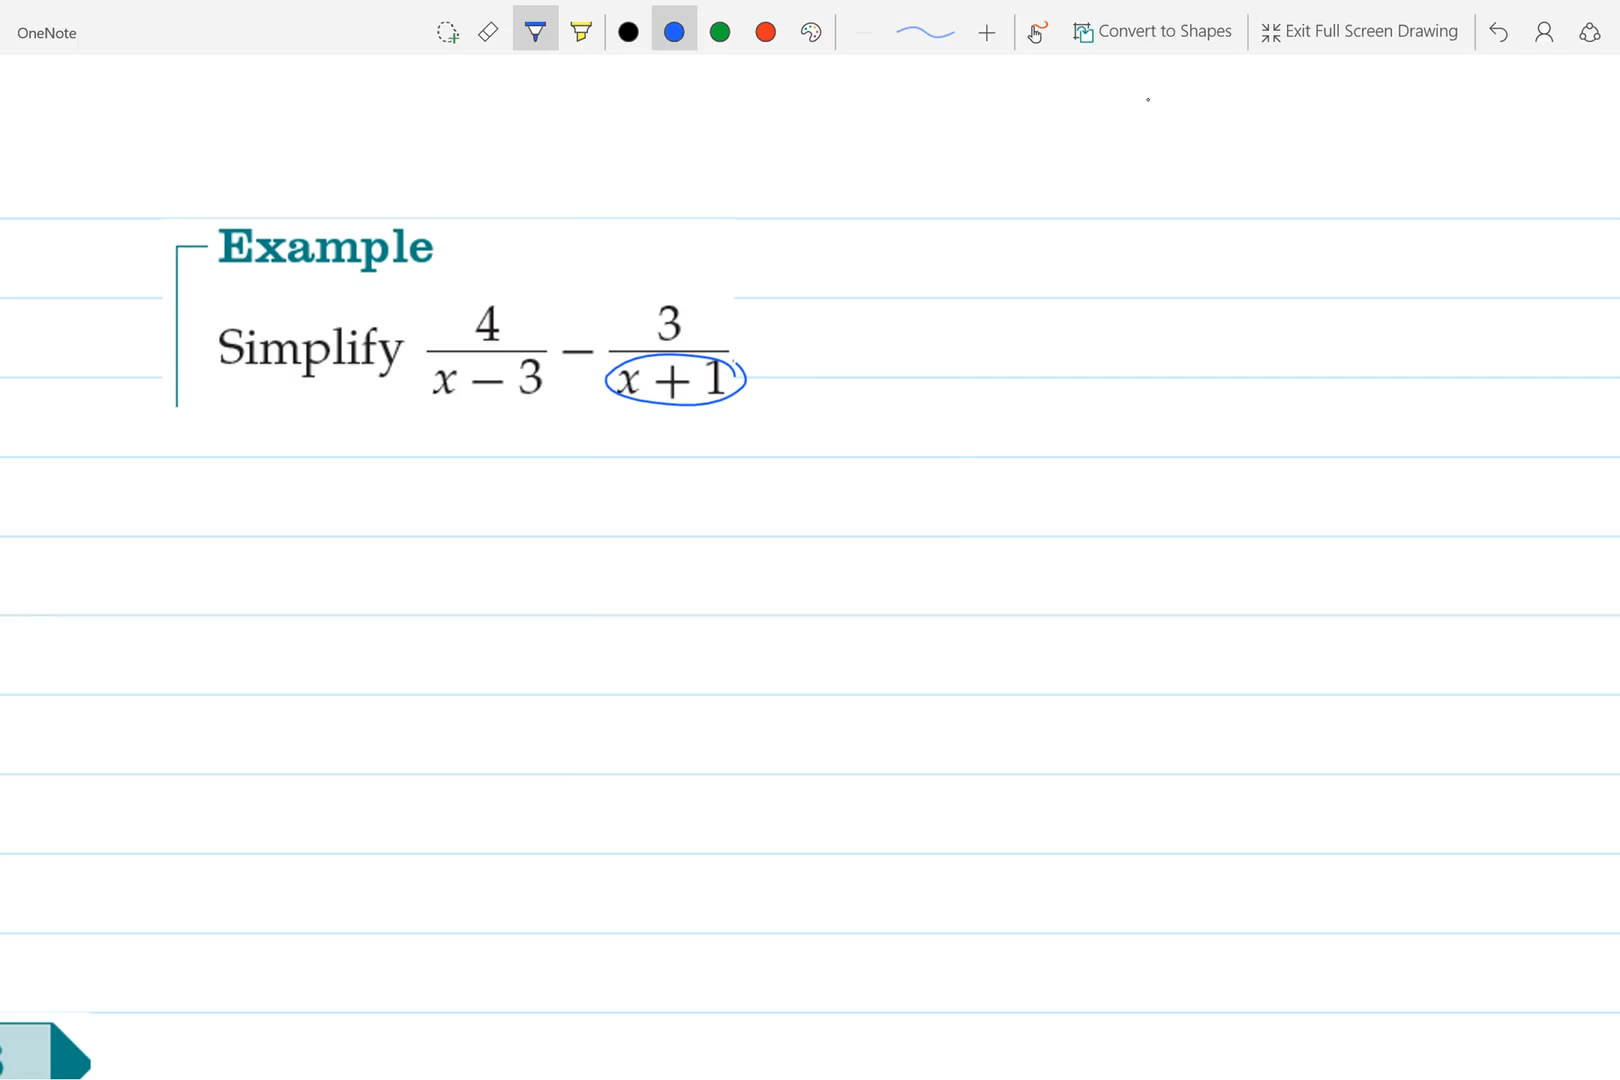 OneNote
Convert to Shapes
Exit Full Screen Drawing
Example
Simplify 4/(x − 3) − 3/(x + 1)